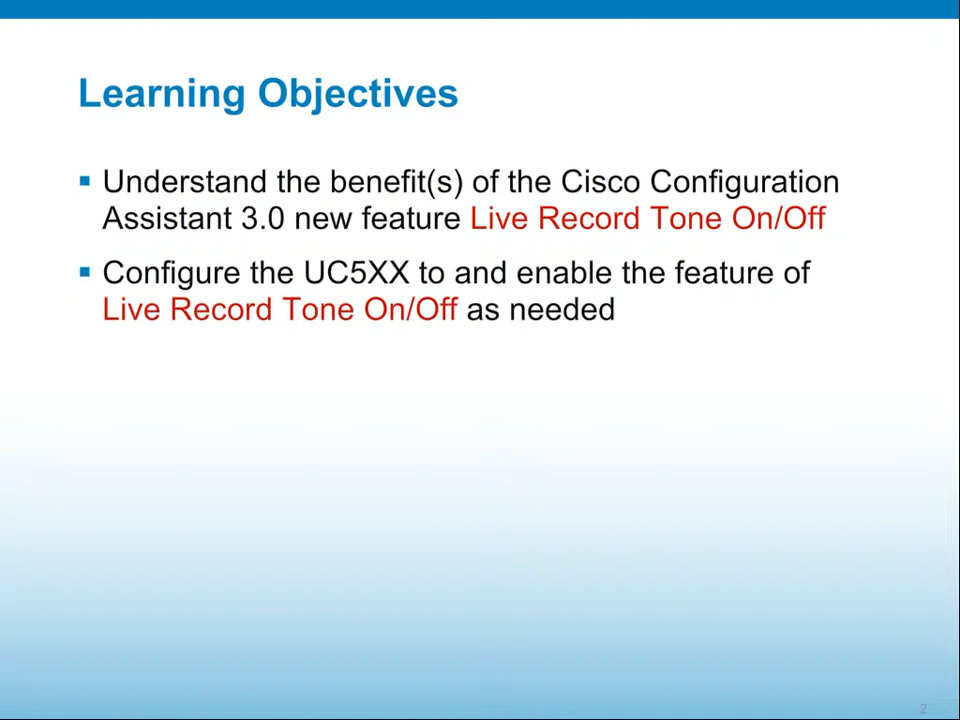 Learning Objectives
Understand the benefit(s) of the Cisco Configuration
Assistant 3.0 new feature Live Record Tone On/Off
Configure the UC5XX to and enable the feature of
Live Record Tone On/Off as needed
2